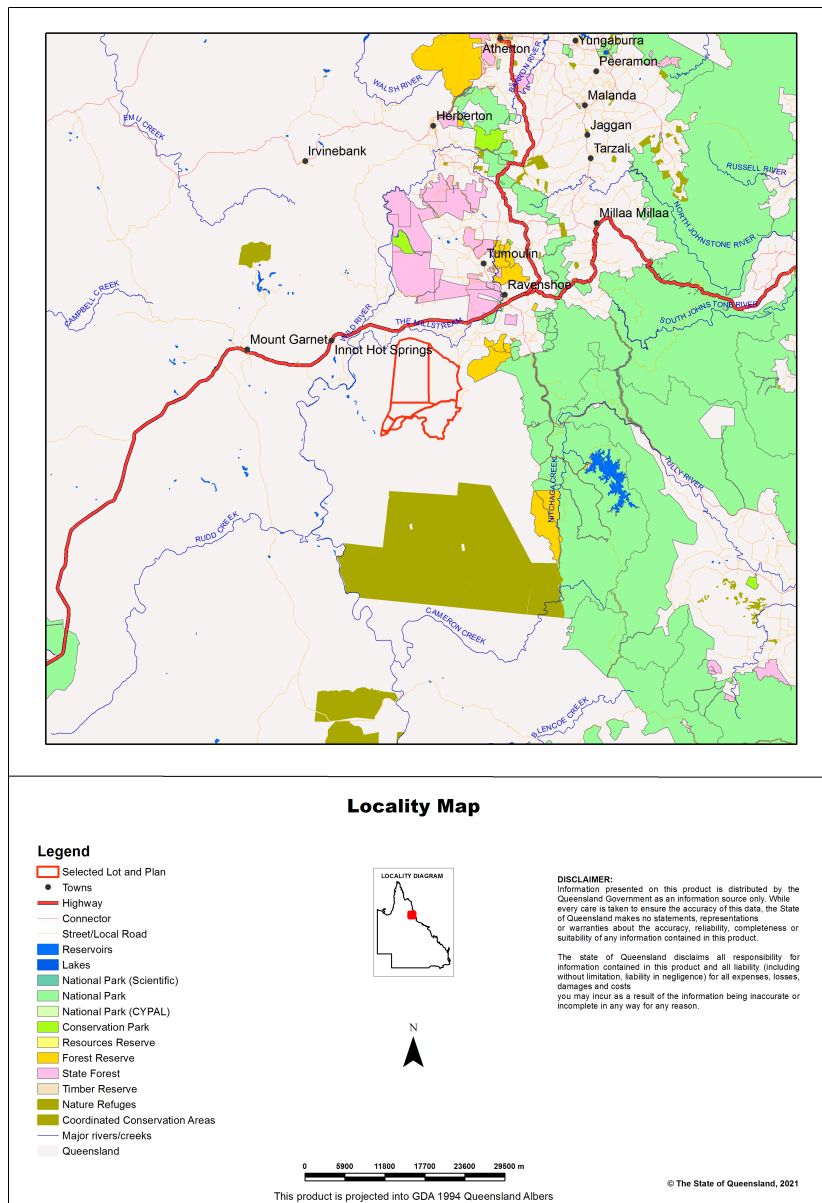 Atherton
Yungaburra
BARRON RIVER
Peeramon
WALSH RIVER
Malanda
Herberton
EMU CREEK
Jaggan
Irvinebank
Tarzali
RUSSELL RIVER
Millaa Millaa
NORTH JOHNSTONE RIVER
Tumoulin
CAMPBELL CREEK
Ravenshoe
WILD RIVER
THE MILLSTREAM
SOUTH JOHNSTONE RIVER
Mount Garnet
Innot Hot Springs
TULLY RIVER
NITCHAGA CREEK
RUDD CREEK
CAMERON CREEK
BLENCOE CREEK
Locality Map
Legend
Selected Lot and Plan
Towns
Highway
Connector
Street/Local Road
Reservoirs
Lakes
National Park (Scientific)
National Park
National Park (CYPAL)
Conservation Park
Resources Reserve
Forest Reserve
State Forest
Timber Reserve
Nature Refuges
Coordinated Conservation Areas
Major rivers/creeks
Queensland
LOCALITY DIAGRAM
N
DISCLAIMER:
Information presented on this product is distributed by the
Queensland Government as an information source only. While
every care is taken to ensure the accuracy of this data, the State
of Queensland makes no statements, representations
or warranties about the accuracy, reliability, completeness or
suitability of any information contained in this product.
The state of Queensland disclaims all responsibility for
information contained in this product and all liability (including
without limitation, liability in negligence) for all expenses, losses,
damages and costs
you may incur as a result of the information being inaccurate or
incomplete in any way for any reason.
0 5900 11800 17700 23600 29500 m
This product is projected into GDA 1994 Queensland Albers
© The State of Queensland, 2021